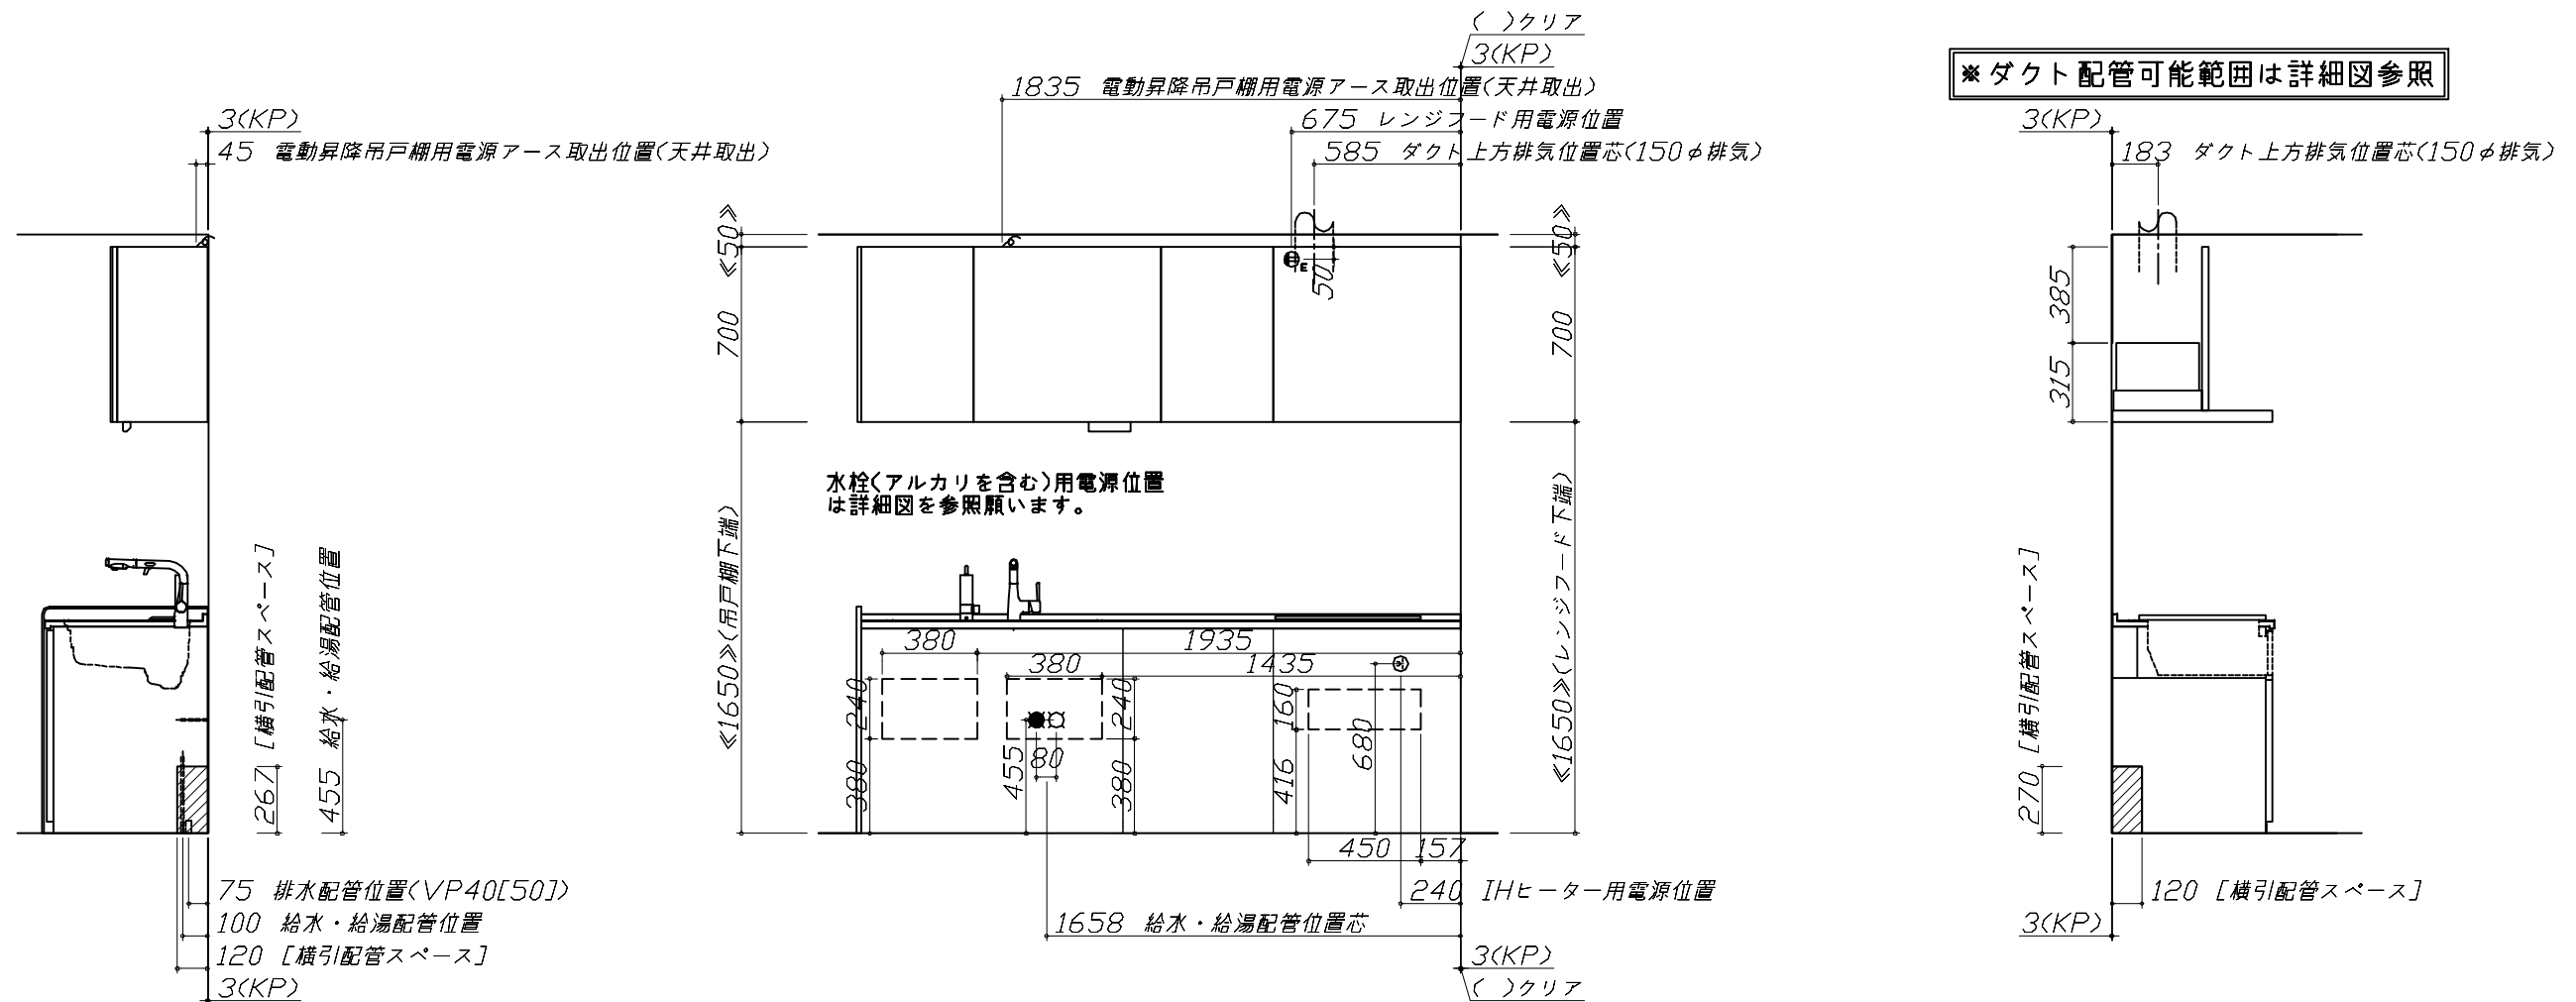 ( )クリア
3(KP)
※ダクト配管可能範囲は詳細図参照
1835 電動昇降吊戸棚用電源アース取出位置(天井取出)
3(KP)
675 レンジフード用電源位置
3(KP)
45 電動昇降吊戸棚用電源アース取出位置(天井取出)
585 ダクト上方排気位置芯(150φ排気)
183 ダクト上方排気位置芯(150φ排気)
≪50≫
≪50≫
E
50
700
700
385
315
水栓(アルカリを含む)用電源位置
は詳細図を参照願います。
≪1650≫(吊戸棚下端)
≪1650≫(レンジフード下端)
267 [横引配管スペース]
455 給水・給湯配管位置
270 [横引配管スペース]
380
1935
380
1435
240
240
160
680
455
80
380
380
416
450
157
75 排水配管位置(VP40[50])
240 IHヒーター用電源位置
120 [横引配管スペース]
100 給水・給湯配管位置
1658 給水・給湯配管位置芯
3(KP)
120 [横引配管スペース]
3(KP)
3(KP)
( )クリア